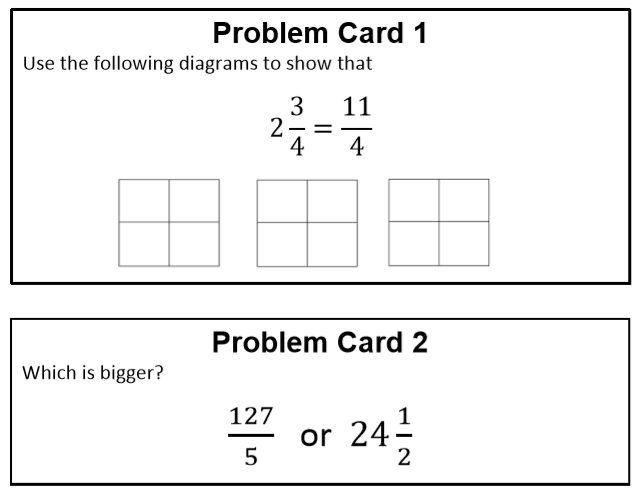 Problem Card 1
Use the following diagrams to show that
2 3/4 = 11/4
Problem Card 2
Which is bigger?
127/5 or 24 1/2